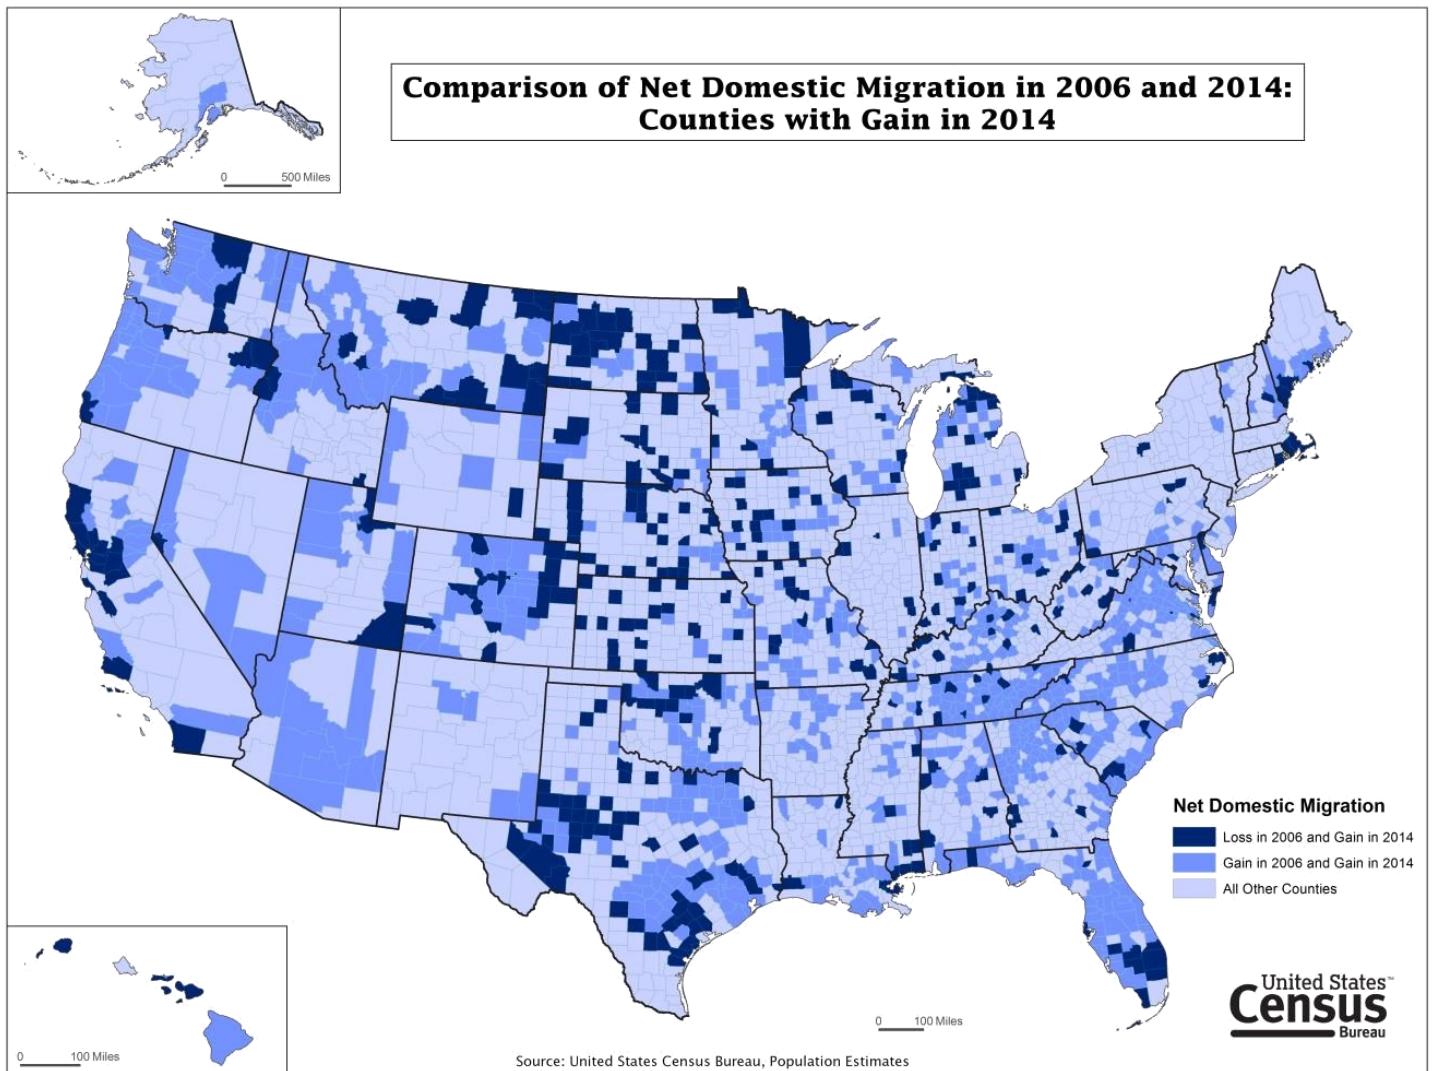 Comparison of Net Domestic Migration in 2006 and 2014:
Counties with Gain in 2014
0 500 Miles
Net Domestic Migration
Loss in 2006 and Gain in 2014
Gain in 2006 and Gain in 2014
All Other Counties
United States™
Census
Bureau
0 100 Miles
0 100 Miles
Source: United States Census Bureau, Population Estimates